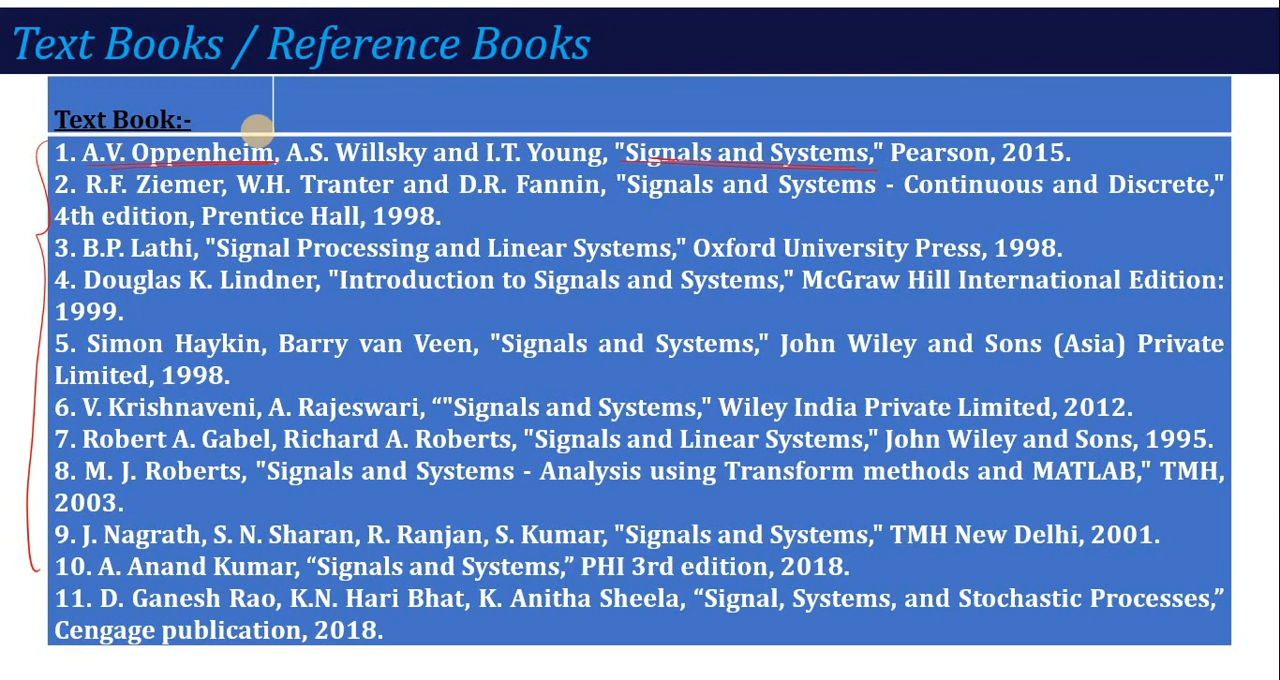 Text Books / Reference Books
Text Book:-
1. A.V. Oppenheim, A.S. Willsky and I.T. Young, "Signals and Systems," Pearson, 2015.
2. R.F. Ziemer, W.H. Tranter and D.R. Fannin, "Signals and Systems - Continuous and Discrete,"
4th edition, Prentice Hall, 1998.
3. B.P. Lathi, "Signal Processing and Linear Systems," Oxford University Press, 1998.
4. Douglas K. Lindner, "Introduction to Signals and Systems," McGraw Hill International Edition:
1999.
5. Simon Haykin, Barry van Veen, "Signals and Systems," John Wiley and Sons (Asia) Private
Limited, 1998.
6. V. Krishnaveni, A. Rajeswari, “"Signals and Systems," Wiley India Private Limited, 2012.
7. Robert A. Gabel, Richard A. Roberts, "Signals and Linear Systems," John Wiley and Sons, 1995.
8. M. J. Roberts, "Signals and Systems - Analysis using Transform methods and MATLAB," TMH,
2003.
9. J. Nagrath, S. N. Sharan, R. Ranjan, S. Kumar, "Signals and Systems," TMH New Delhi, 2001.
10. A. Anand Kumar, “Signals and Systems,” PHI 3rd edition, 2018.
11. D. Ganesh Rao, K.N. Hari Bhat, K. Anitha Sheela, “Signal, Systems, and Stochastic Processes,”
Cengage publication, 2018.